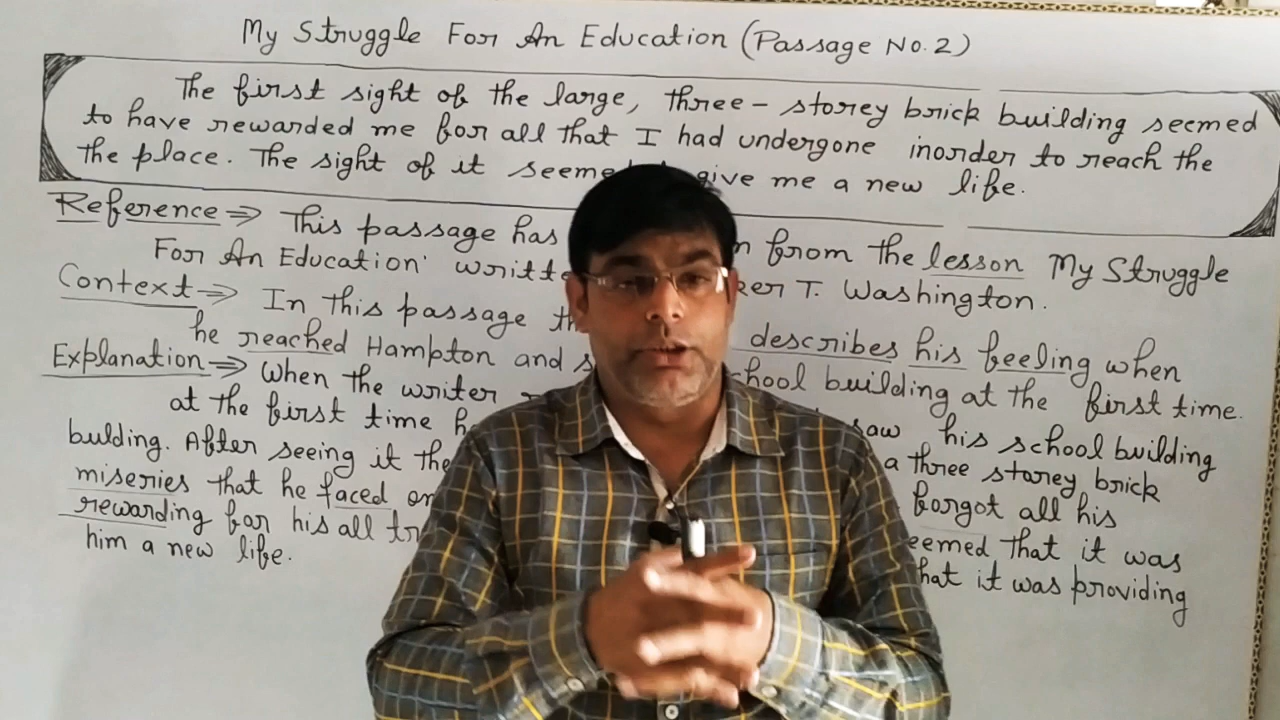 My Struggle For An Education (Passage No. 2)
The first sight of the large, three-storey brick building seemed
to have rewarded me for all that I had undergone inorder to reach the
the place. The sight of it seeme give me a new life.
Reference⇒ This passage has from the lesson My Struggle
For An Education' writt ker T. Washington.
Context⇒ In this passage th describes his feeling when
he reached Hampton and s hool building at the first time.
Explanation⇒ When the writer saw his school building
at the first time he a three storey brick
bulding. After seeing it the forgot all his
miseries that he faced eemed that it was
rewarding for his all tr hat it was providing
him a new life.